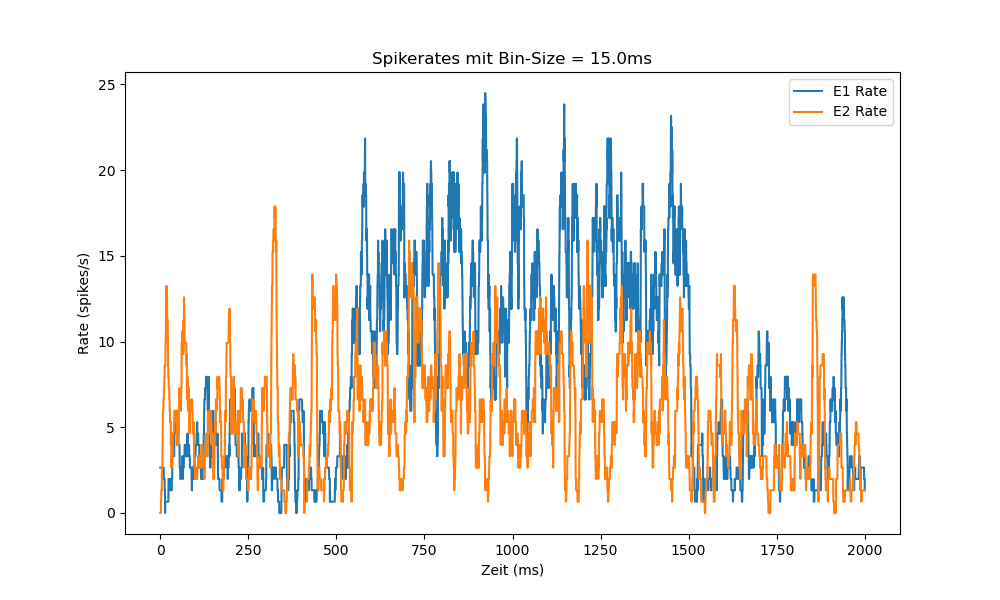 Spikerates mit Bin-Size = 15.0ms
E1 Rate
E2 Rate
25
20
15
10
5
0
Rate (spikes/s)
0 250 500 750 1000 1250 1500 1750 2000
Zeit (ms)